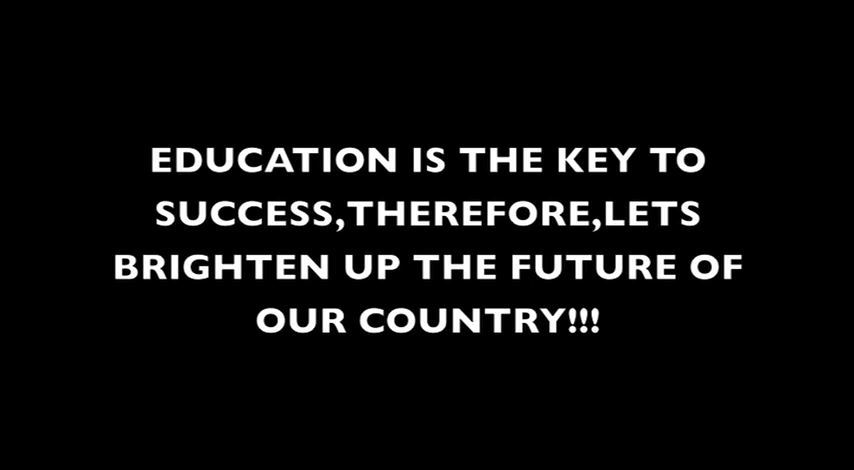 EDUCATION IS THE KEY TO
SUCCESS,THEREFORE,LETS
BRIGHTEN UP THE FUTURE OF
OUR COUNTRY!!!